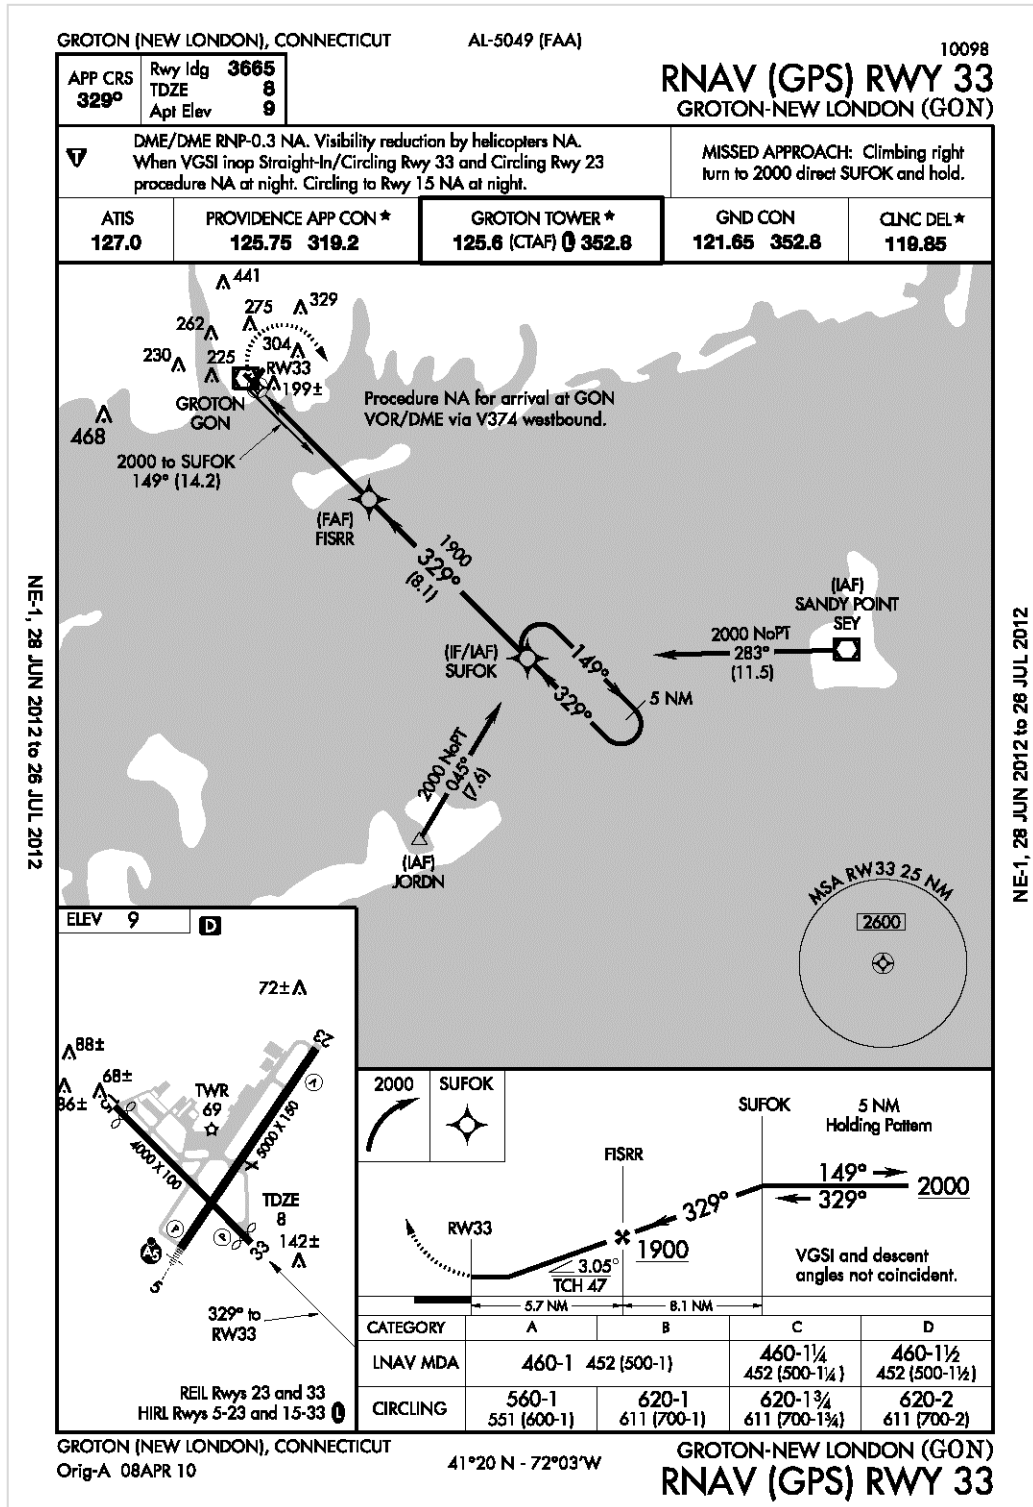 GROTON (NEW LONDON), CONNECTICUT
AL-5049 (FAA)
10098
APP CRS
329°
Rwy ldg 3665
TDZE 8
Apt Elev 9
RNAV (GPS) RWY 33
GROTON-NEW LONDON (GON)
T
DME/DME RNP-0.3 NA. Visibility reduction by helicopters NA.
When VGSI inop Straight-In/Circling Rwy 33 and Circling Rwy 23
procedure NA at night. Circling to Rwy 15 NA at night.
MISSED APPROACH: Climbing right
turn to 2000 direct SUFOK and hold.
ATIS
127.0
PROVIDENCE APP CON★
125.75 319.2
GROTON TOWER★
125.6 (CTAF) L 352.8
GND CON
121.65 352.8
CLNC DEL★
119.85
441
275
329
262
304
230
225
RW33
199±
GROTON
GON
468
Procedure NA for arrival at GON
VOR/DME via V374 westbound.
2000 to SUFOK
149° (14.2)
(FAF)
FISRR
1900
329°
(8.1)
(IAF)
SANDY POINT
SEY
2000 NoPT
283°
(11.5)
(IF/IAF)
SUFOK
149°
329°
5 NM
2000 NoPT
045°
(7.6)
(IAF)
JORDN
MSA RW33 25 NM
2600
NE-1, 28 JUN 2012 to 26 JUL 2012
NE-1, 28 JUN 2012 to 26 JUL 2012
ELEV 9
D
72±
88±
86±
68±
15
23
TWR
69
V
5000 X 150
4000 X 100
TDZE
8
P
P
A5
142±
33
5
329° to
RW33
REIL Rwys 23 and 33
HIRL Rwys 5-23 and 15-33 L
2000
SUFOK
SUFOK
5 NM
Holding Pattern
FISRR
149°
329°
2000
329°
RW33
1900
3.05°
TCH 47
VGSI and descent
angles not coincident.
5.7 NM
8.1 NM
CATEGORY A B C D
LNAV MDA
460-1 452 (500-1)
460-1¼
452 (500-1¼)
460-1½
452 (500-1½)
CIRCLING
560-1
551 (600-1)
620-1
611 (700-1)
620-1¾
611 (700-1¾)
620-2
611 (700-2)
GROTON (NEW LONDON), CONNECTICUT
Orig-A 08APR 10
41°20'N - 72°03'W
GROTON-NEW LONDON (GON)
RNAV (GPS) RWY 33